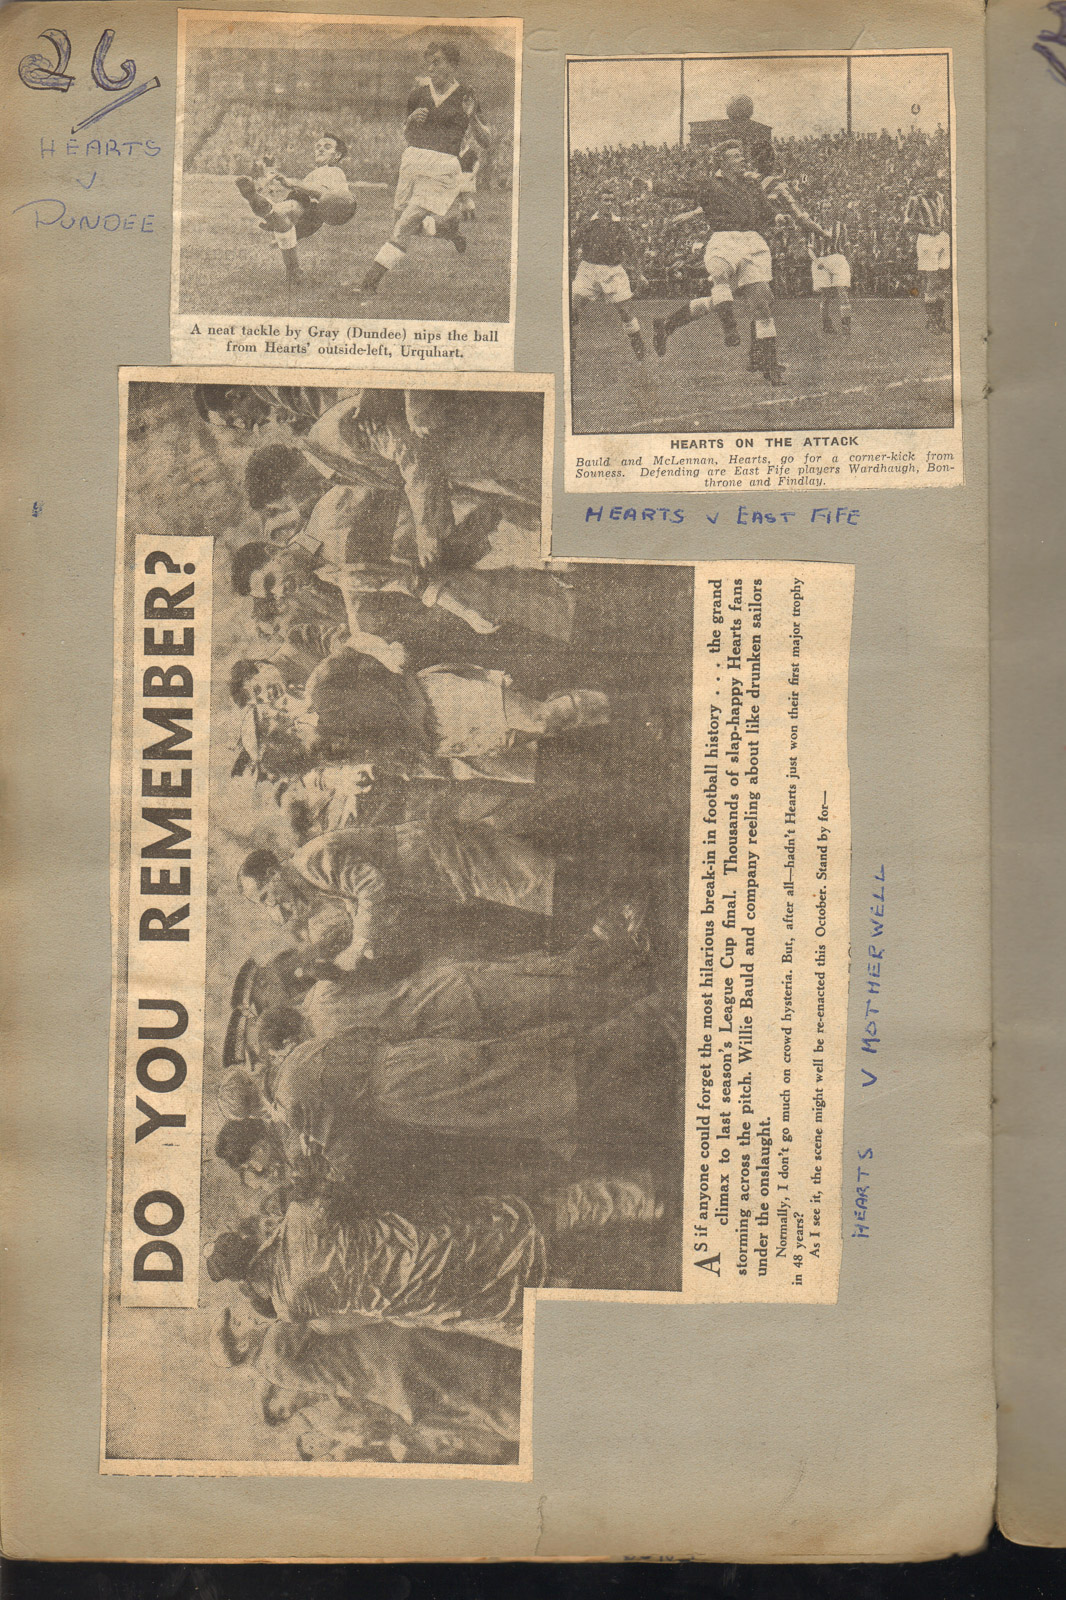 26
HEARTS
V
DUNDEE
A neat tackle by Gray (Dundee) nips the ball
from Hearts' outside-left, Urquhart.
HEARTS ON THE ATTACK
Bauld and McLennan, Hearts, go for a corner-kick from
Souness. Defending are East Fife players Wardhaugh, Bon-
throne and Findlay.
HEARTS V EAST FIFE
DO YOU REMEMBER?
AS if anyone could forget the most hilarious break-in in football history . . . the grand
climax to last season's League Cup final. Thousands of slap-happy Hearts fans
storming across the pitch. Willie Bauld and company reeling about like drunken sailors
under the onslaught.
Normally, I don't go much on crowd hysteria. But, after all—hadn't Hearts just won their first major trophy
in 48 years?
As I see it, the scene might well be re-enacted this October. Stand by for—
HEARTS V MOTHERWELL